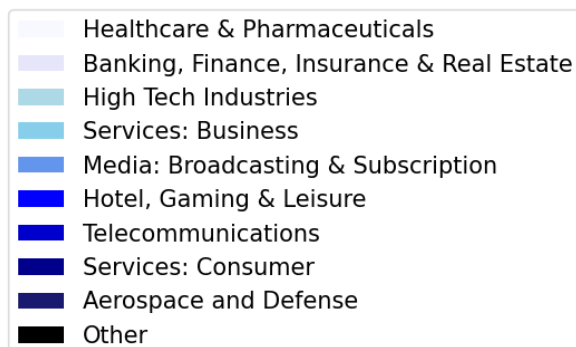 Healthcare & Pharmaceuticals
Banking, Finance, Insurance & Real Estate
High Tech Industries
Services: Business
Media: Broadcasting & Subscription
Hotel, Gaming & Leisure
Telecommunications
Services: Consumer
Aerospace and Defense
Other